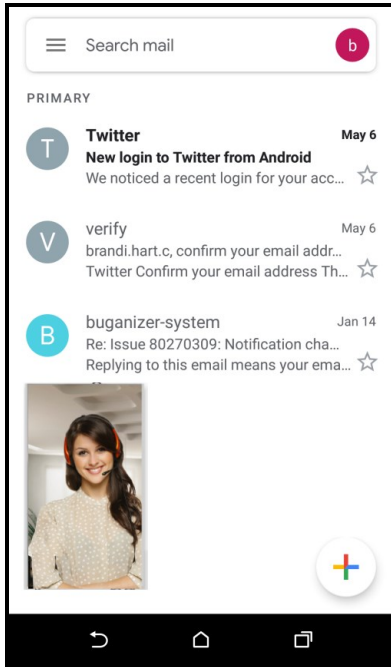 Search mail
b
PRIMARY
T
Twitter
May 6
New login to Twitter from Android
We noticed a recent login for your acc...
V
verify
May 6
brandi.hart.c, confirm your email addr...
Twitter Confirm your email address Th...
B
buganizer-system
Jan 14
Re: Issue 80270309: Notification cha...
Replying to this email means your ema...